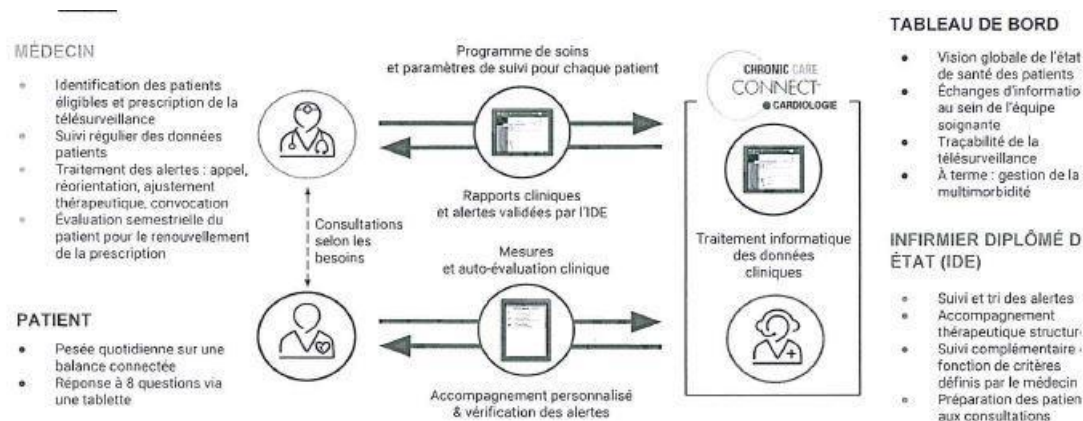 MÉDECIN
Identification des patients
éligibles et prescription de la
télésurveillance
Suivi régulier des données
patients
Traitement des alertes : appel,
réorientation, ajustement
thérapeutique, convocation
Évaluation semestrielle du
patient pour le renouvellement
de la prescription
PATIENT
Pesée quotidienne sur une
balance connectée
Réponse à 8 questions via
une tablette
Consultations
selon les
besoins
Programme de soins
et paramètres de suivi pour chaque patient
Rapports cliniques
et alertes validées par l'IDE
Mesures
et auto-évaluation clinique
Accompagnement personnalisé
& vérification des alertes
CHRONIC CARE
CONNECT
CARDIOLOGIE
Traitement informatique
des données
cliniques
TABLEAU DE BORD
Vision globale de l'état
de santé des patients
Échanges d'informatio
au sein de l'équipe
soignante
Traçabilité de la
télésurveillance
À terme : gestion de la
multimorbidité
INFIRMIER DIPLÔMÉ D
ÉTAT (IDE)
Suivi et tri des alertes
Accompagnement
thérapeutique structur
Suivi complémentaire
fonction de critères
définis par le médecin
Préparation des patien
aux consultations